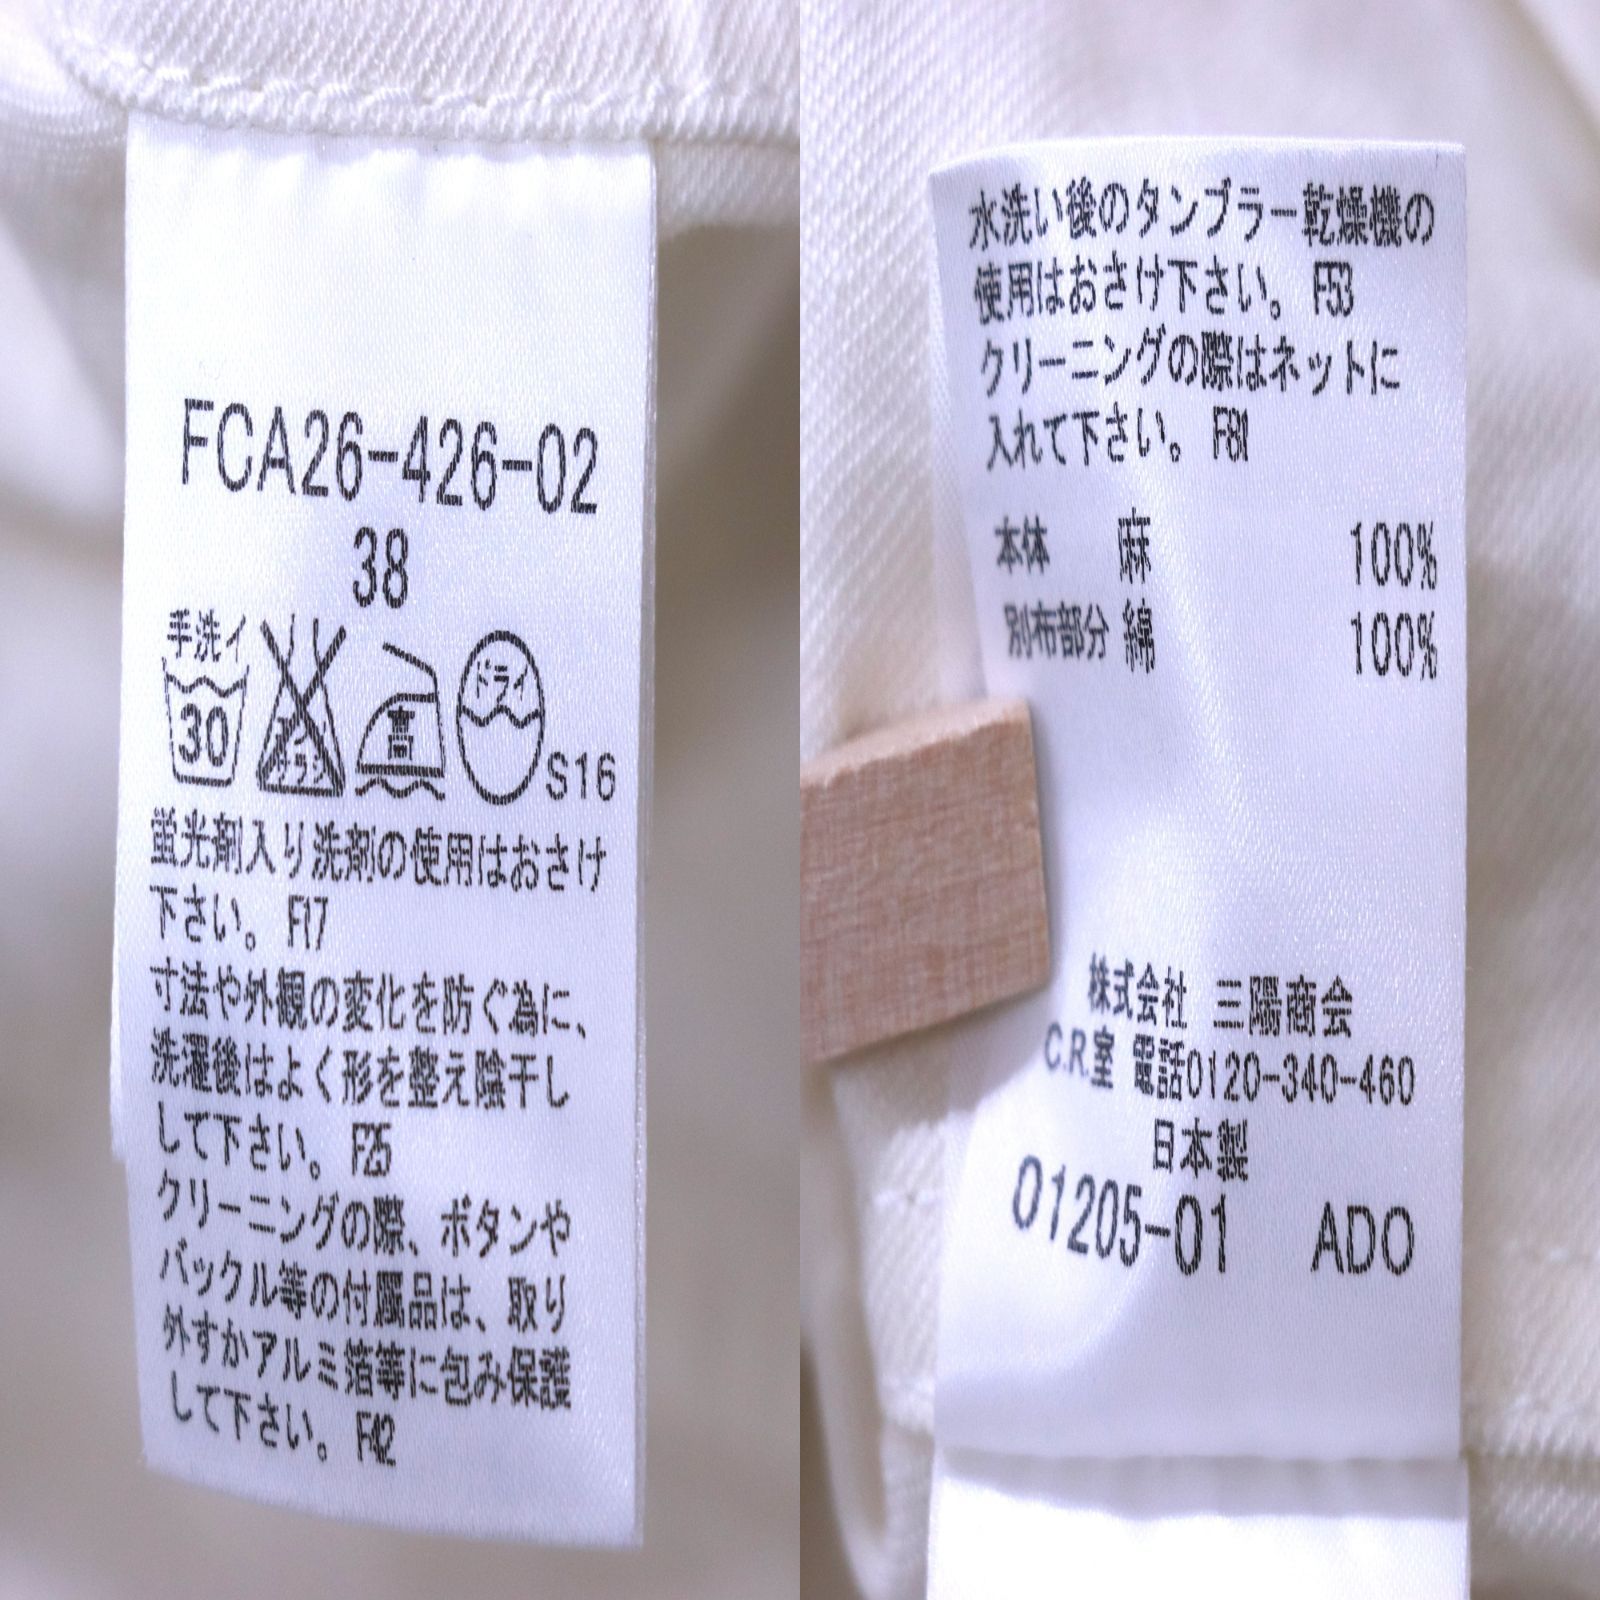 FCA26-426-02
38
手洗イ
30
エンソサラシ
高
ドライ
S16
蛍光剤入り洗剤の使用はおさけ
下さい。 F17
寸法や外観の変化を防ぐ為に、
洗濯後はよく形を整え陰干し
して下さい。 F25
クリーニングの際、ボタンや
バックル等の付属品は、取り
外すかアルミ箔等に包み保護
して下さい。 F42
水洗い後のタンブラー乾燥機の
使用はおさけ下さい。 F53
クリーニングの際はネットに
入れて下さい。 F81
本体 麻 100%
別布部分 綿 100%
株式会社 三陽商会
C.R.室 電話0120-340-460
日本製
01205-01 ADO